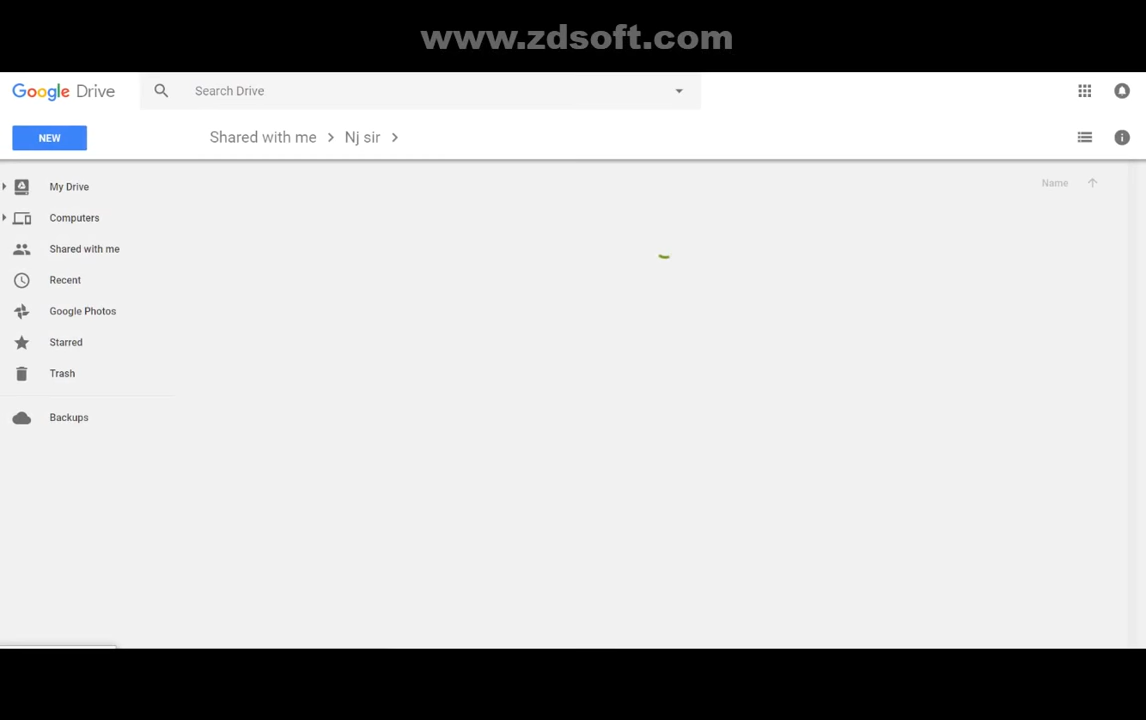 www.zdsoft.com
Google Drive
Search Drive
NEW
Shared with me > Nj sir >
My Drive
Name
Computers
Shared with me
Recent
Google Photos
Starred
Trash
Backups